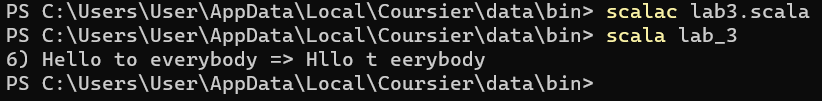 PS C:\Users\User\AppData\Local\Coursier\data\bin> scalac lab3.scala
PS C:\Users\User\AppData\Local\Coursier\data\bin> scala lab_3
6) Hello to everybody => Hllo t eerybody
PS C:\Users\User\AppData\Local\Coursier\data\bin>